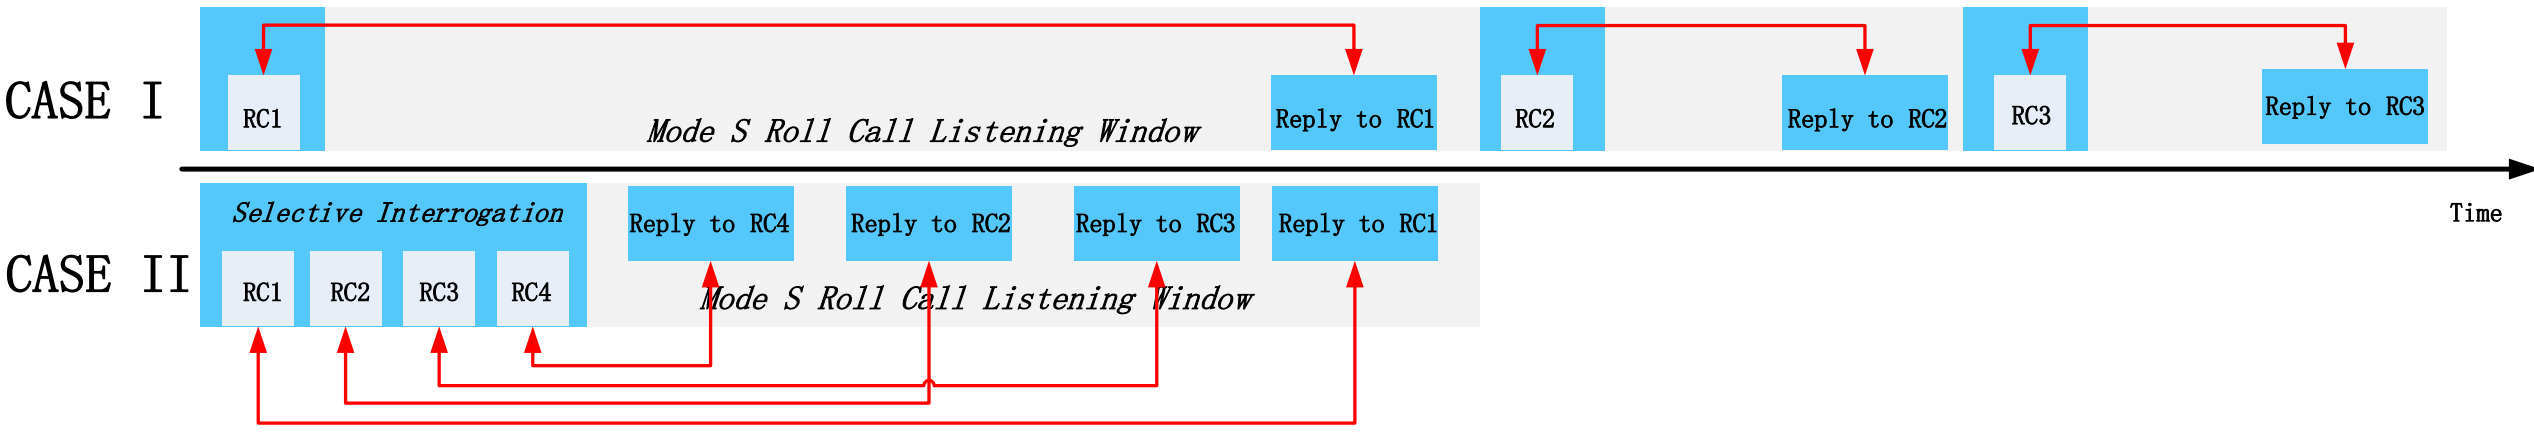 CASE I
RC1
Mode S Roll Call Listening Window
Reply to RC1
RC2
Reply to RC2
RC3
Reply to RC3
Time
CASE II
Selective Interrogation
RC1
RC2
RC3
RC4
Reply to RC4
Reply to RC2
Reply to RC3
Reply to RC1
Mode S Roll Call Listening Window